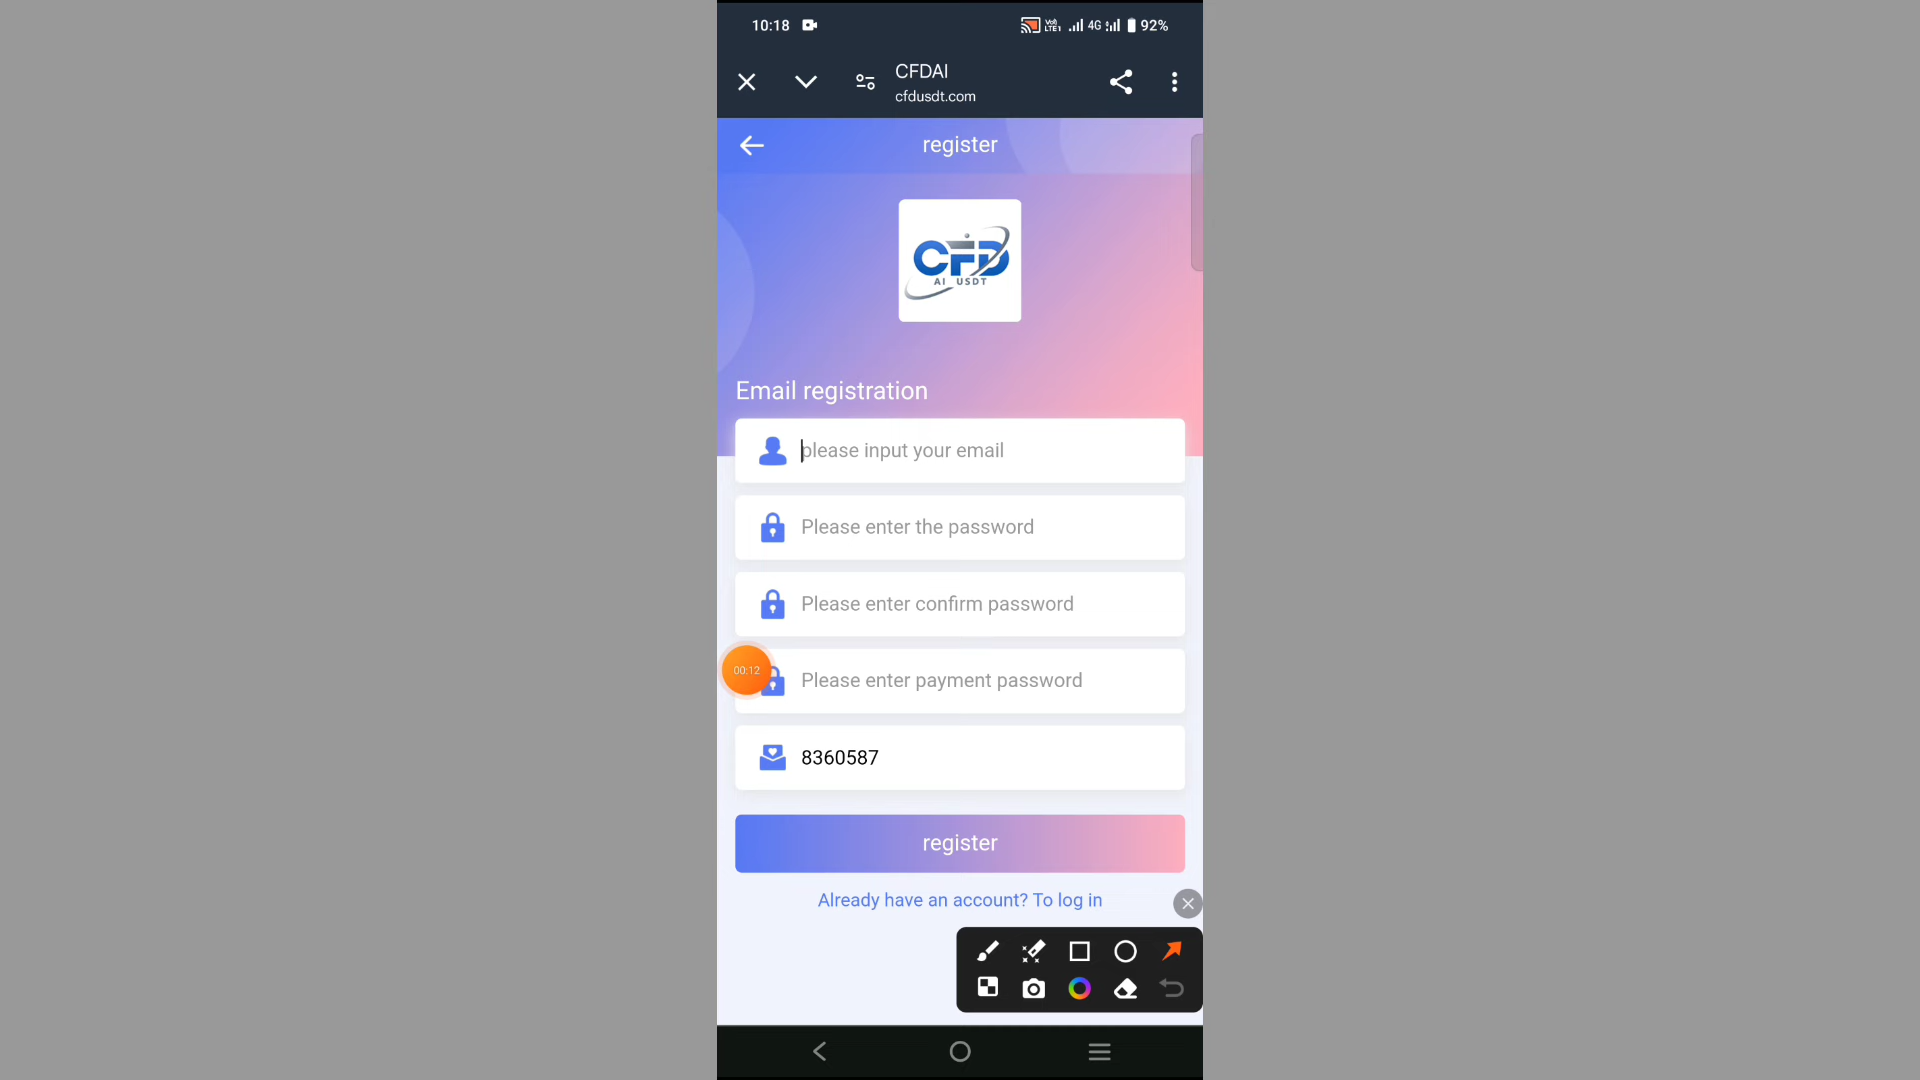 10:18
Vo)) LTE1 4G 92%
CFDAI
cfdusdt.com
register
CFD
AI USDT
Email registration
please input your email
Please enter the password
Please enter confirm password
00:12
Please enter payment password
8360587
register
Already have an account? To log in